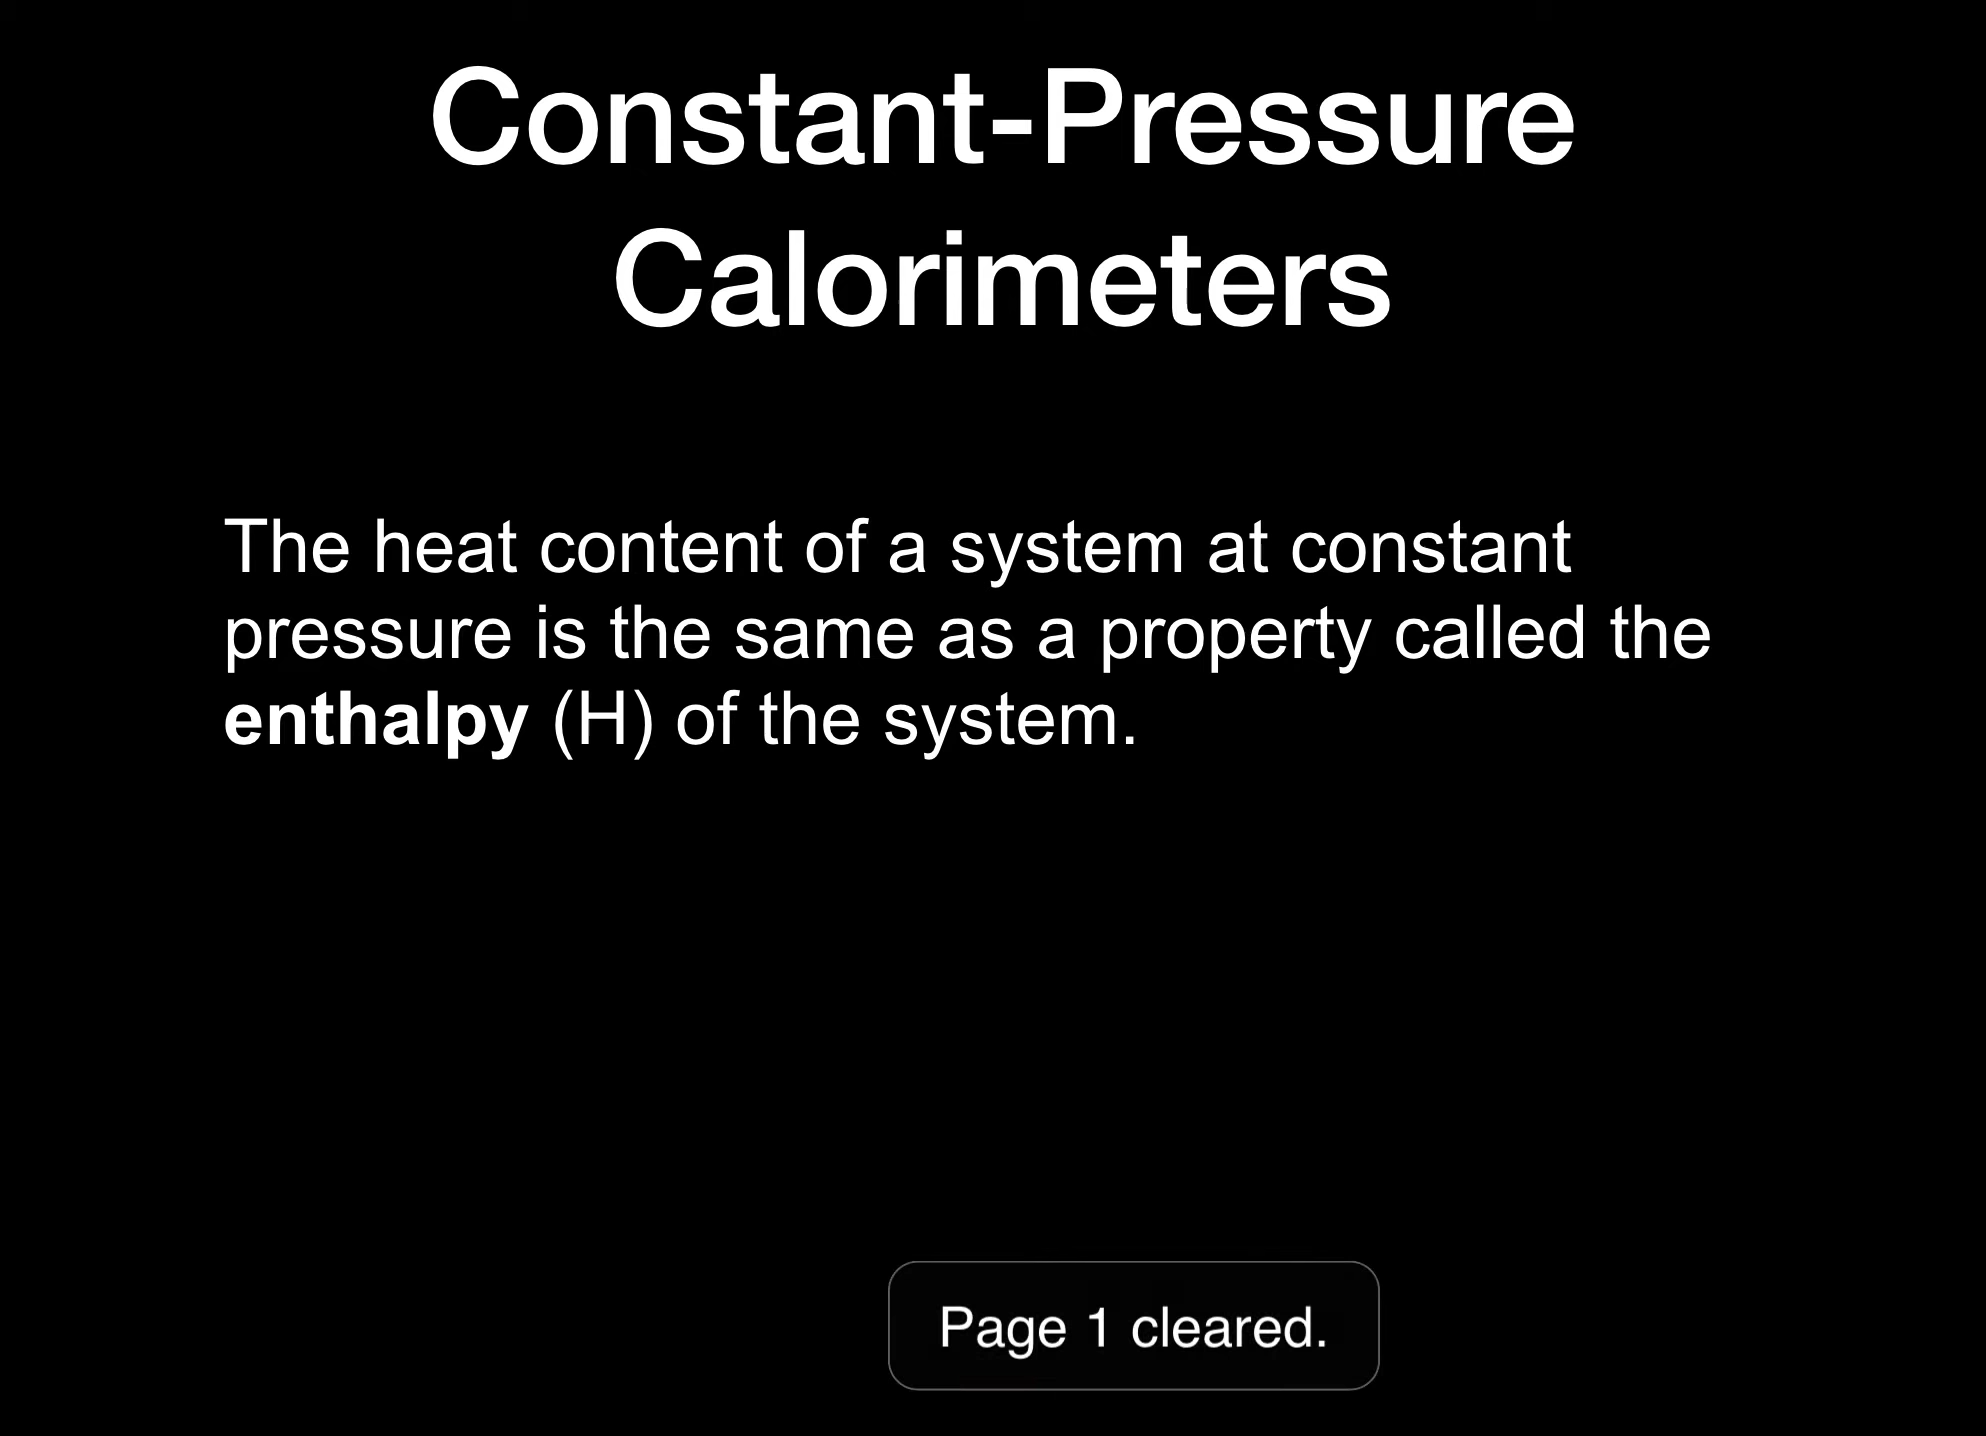 Constant-Pressure
Calorimeters
The heat content of a system at constant
pressure is the same as a property called the
enthalpy (H) of the system.
Page 1 cleared.